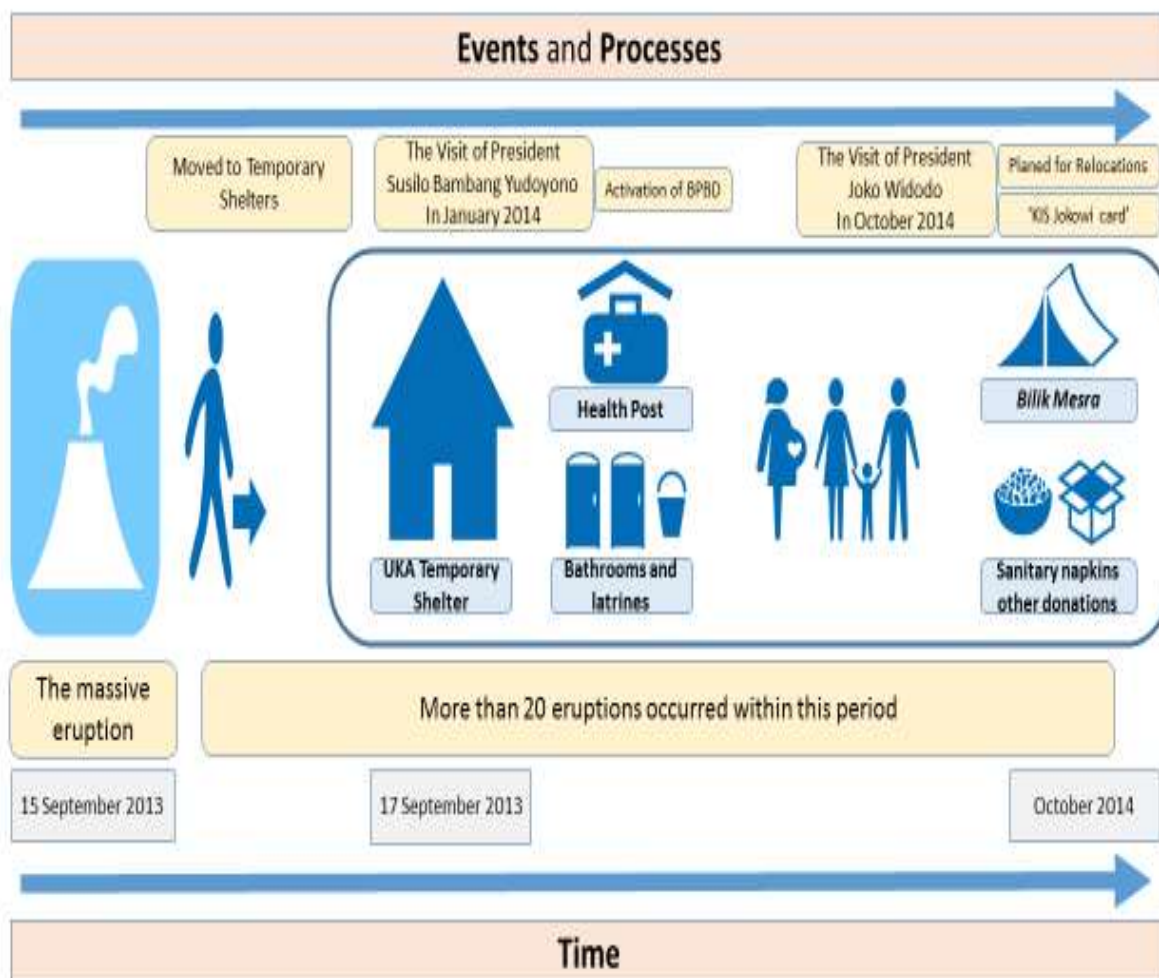 Events and Processes
Moved to Temporary
Shelters
The Visit of President
Susilo Bambang Yudoyono
In January 2014
Activation of BPBD
The Visit of President
Joko Widodo
In October 2014
Planed for Relocations
'KIS Jokowi card'
Health Post
Bilik Mesra
UKA Temporary
Shelter
Bathrooms and
latrines
Sanitary napkins
other donations
The massive
eruption
More than 20 eruptions occurred within this period
15 September 2013
17 September 2013
October 2014
Time